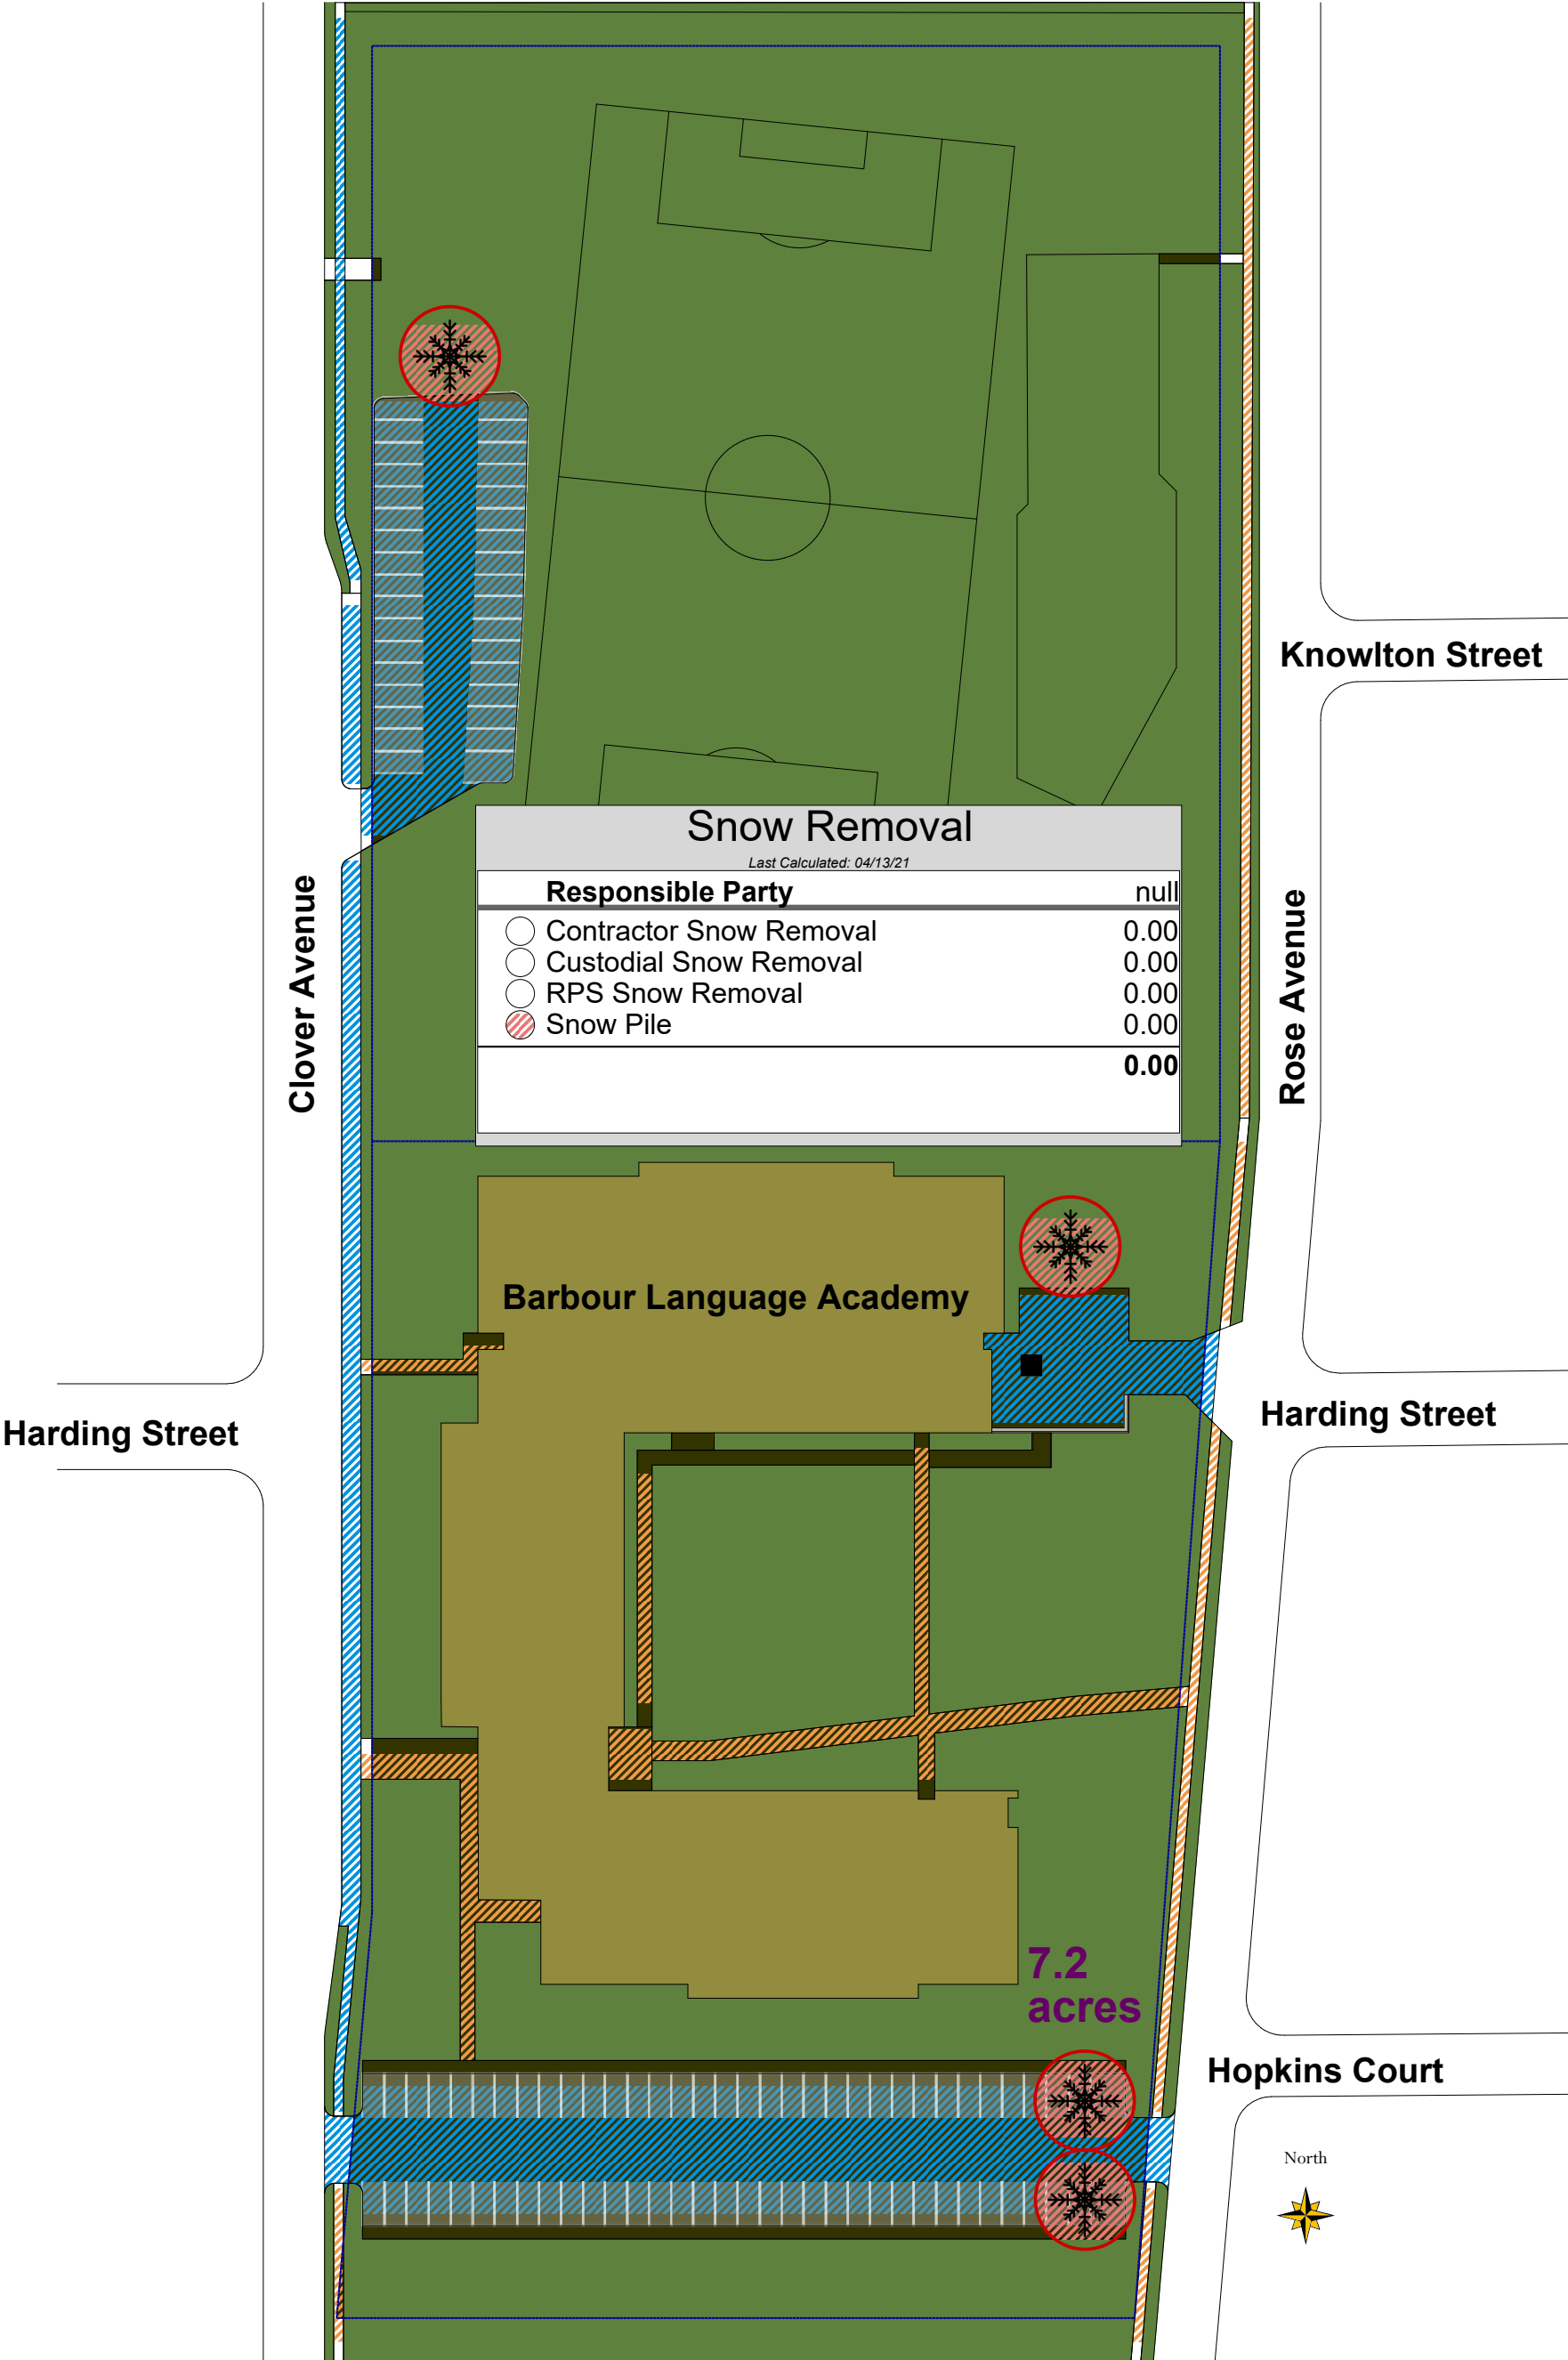 Knowlton Street
Snow Removal
Last Calculated: 04/13/21
Responsible Party null
Contractor Snow Removal 0.00
Custodial Snow Removal 0.00
RPS Snow Removal 0.00
Snow Pile 0.00
0.00
Clover Avenue
Rose Avenue
Barbour Language Academy
Harding Street
Harding Street
7.2
acres
Hopkins Court
North